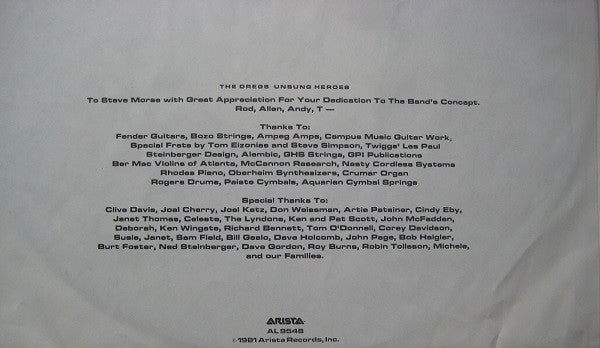 THE DREGS UNSUNG HEROES
To Steve Morse with Great Appreciation For Your Dedication To The Band's Concept.
Rod, Allen, Andy, T —
Thanks To:
Fender Guitars, Bozo Strings, Ampeg Amps, Campus Music Guitar Work,
Special Frets by Tom Eizonias and Steve Simpson, Twiggs' Les Paul
Steinberger Design, Alembic, GHS Strings, GPI Publications
Ber Mac Violins of Atlanta, McCannon Research, Nasty Cordless Systems
Rhodes Piano, Oberheim Synthesizers, Crumar Organ
Rogers Drums, Paiste Cymbals, Aquarian Cymbal Springs
Special Thanks To:
Clive Davis, Joel Cherry, Joel Katz, Don Weissman, Artie Patsiner, Cindy Eby,
Janet Thomas, Celeste, The Lyndons, Ken and Pat Scott, John McFadden,
Deborah, Ken Wingate, Richard Bennett, Tom O'Donnell, Corey Davidson,
Susie, Janet, Sam Field, Bill Gaelo, Dave Holcomb, John Page, Bob Haigler,
Burt Foster, Ned Steinberger, Dave Gordon, Roy Burns, Robin Tolleson, Michele,
and our Families.
ARISTA
AL 9548
©1981 Arista Records, Inc.